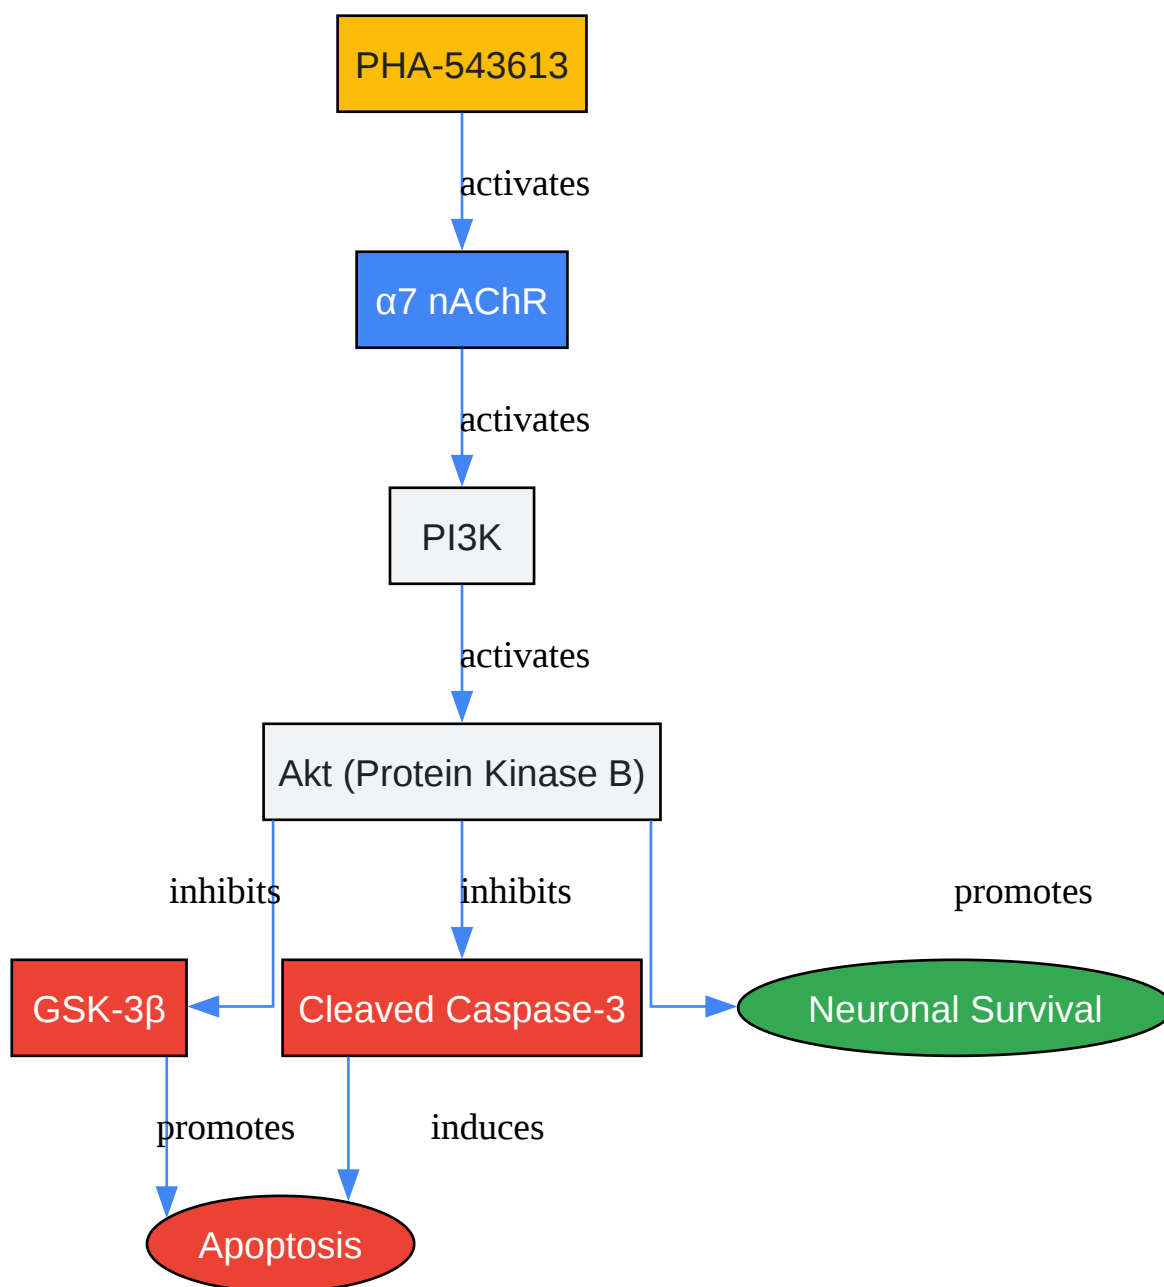 PHA-543613
activates
α7 nAChR
activates
PI3K
activates
Akt (Protein Kinase B)
inhibits
inhibits
promotes
GSK-3β
Cleaved Caspase-3
Neuronal Survival
promotes
induces
Apoptosis